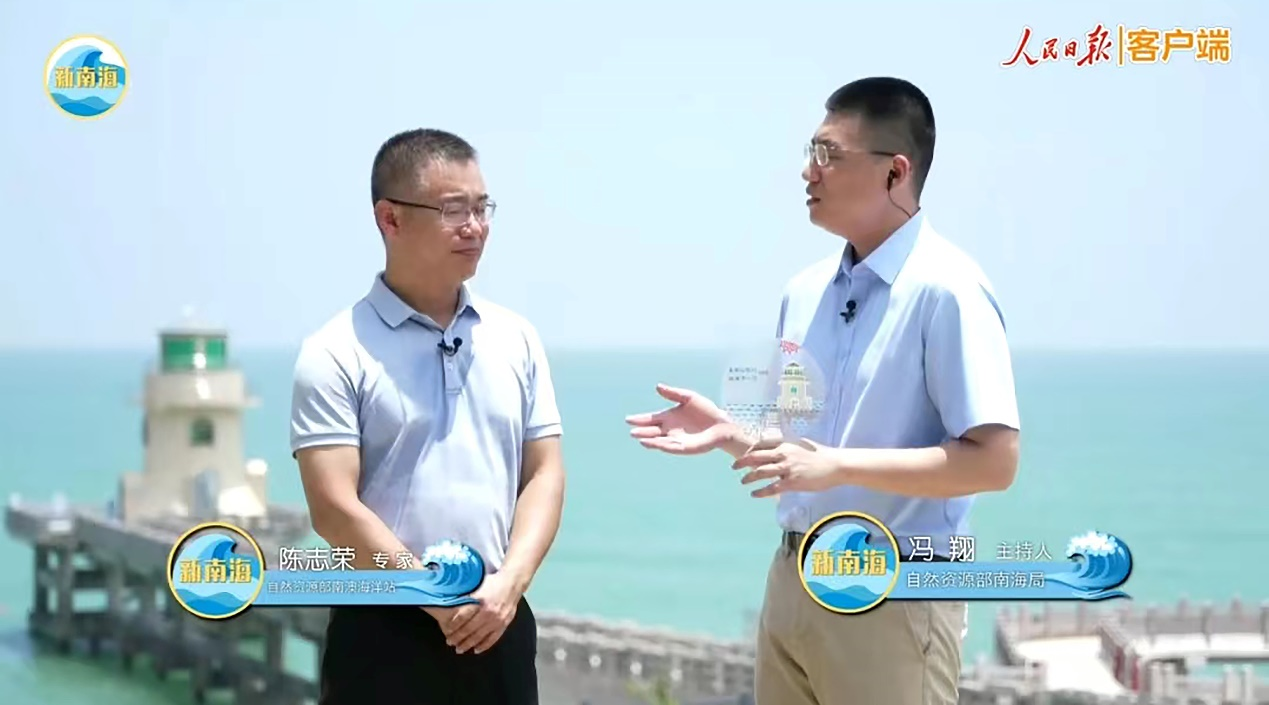 新南海
人民日报 客户端
新南海
陈志荣 专家
自然资源部南澳海洋站
新南海
冯 翔 主持人
自然资源部南海局